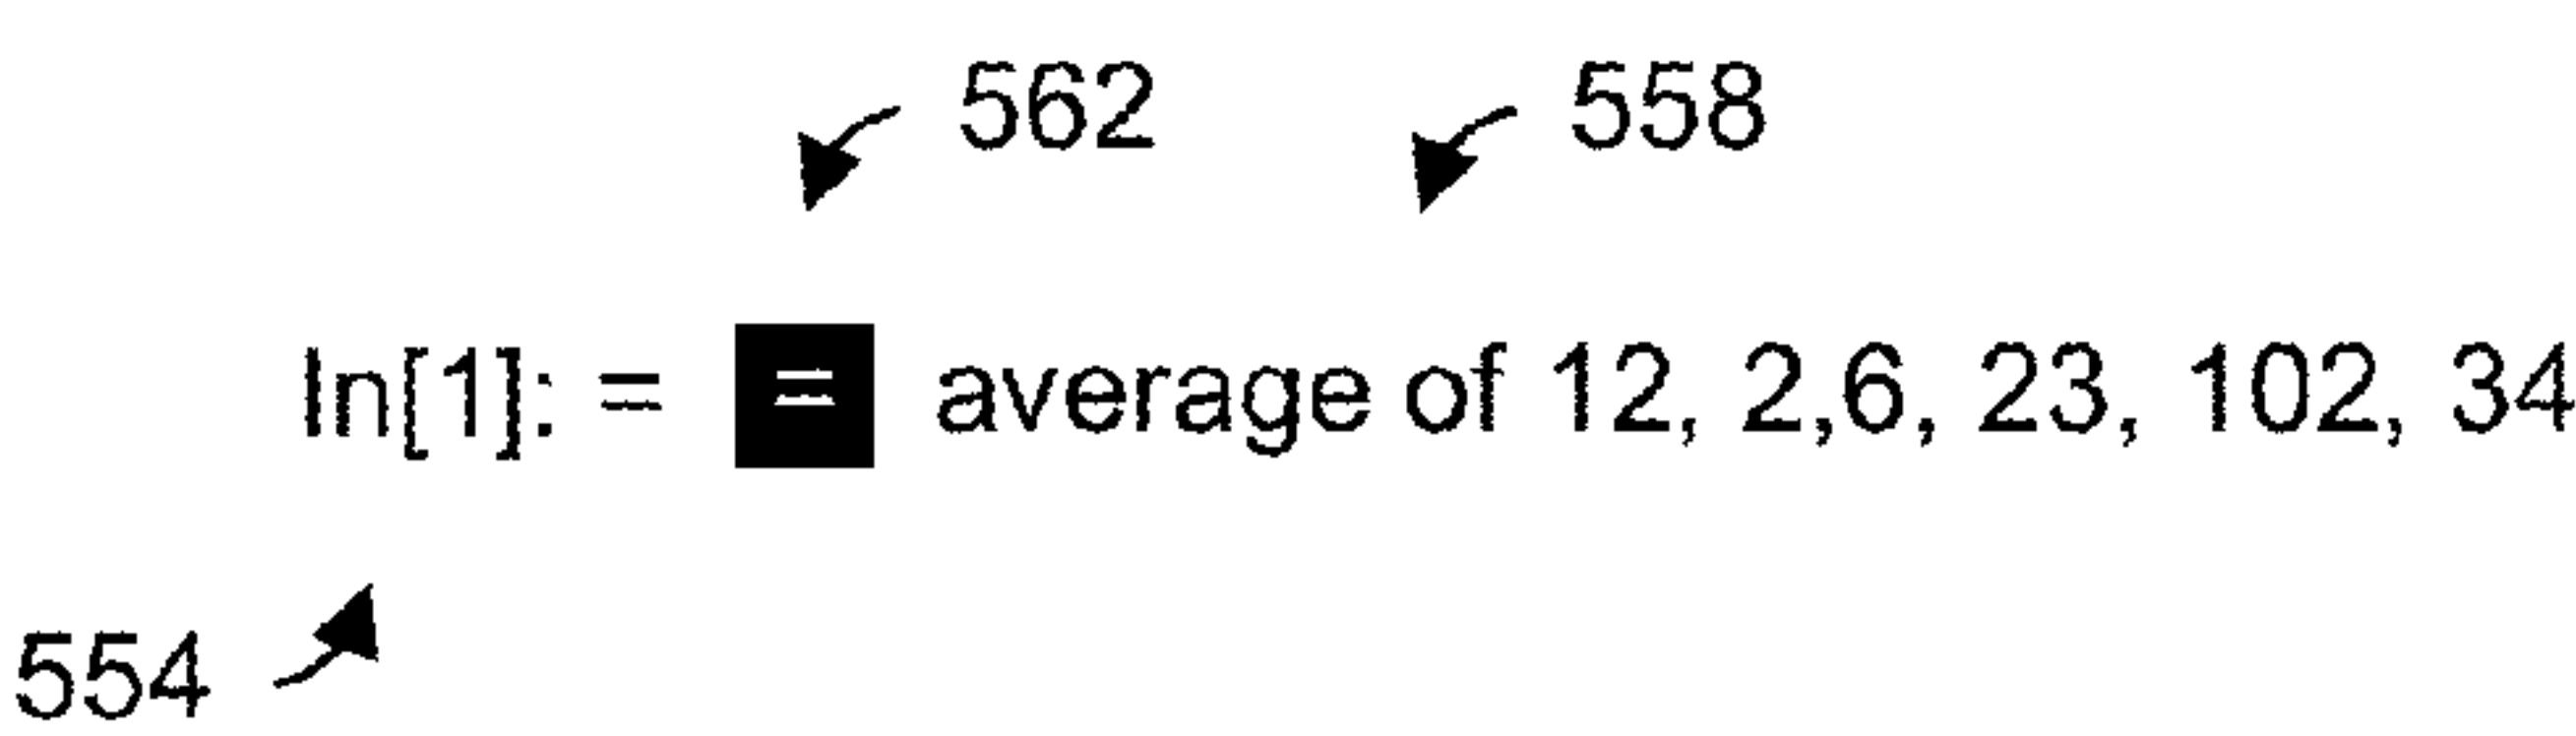 562 558
In[1]: = = average of 12, 2,6, 23, 102, 34
554